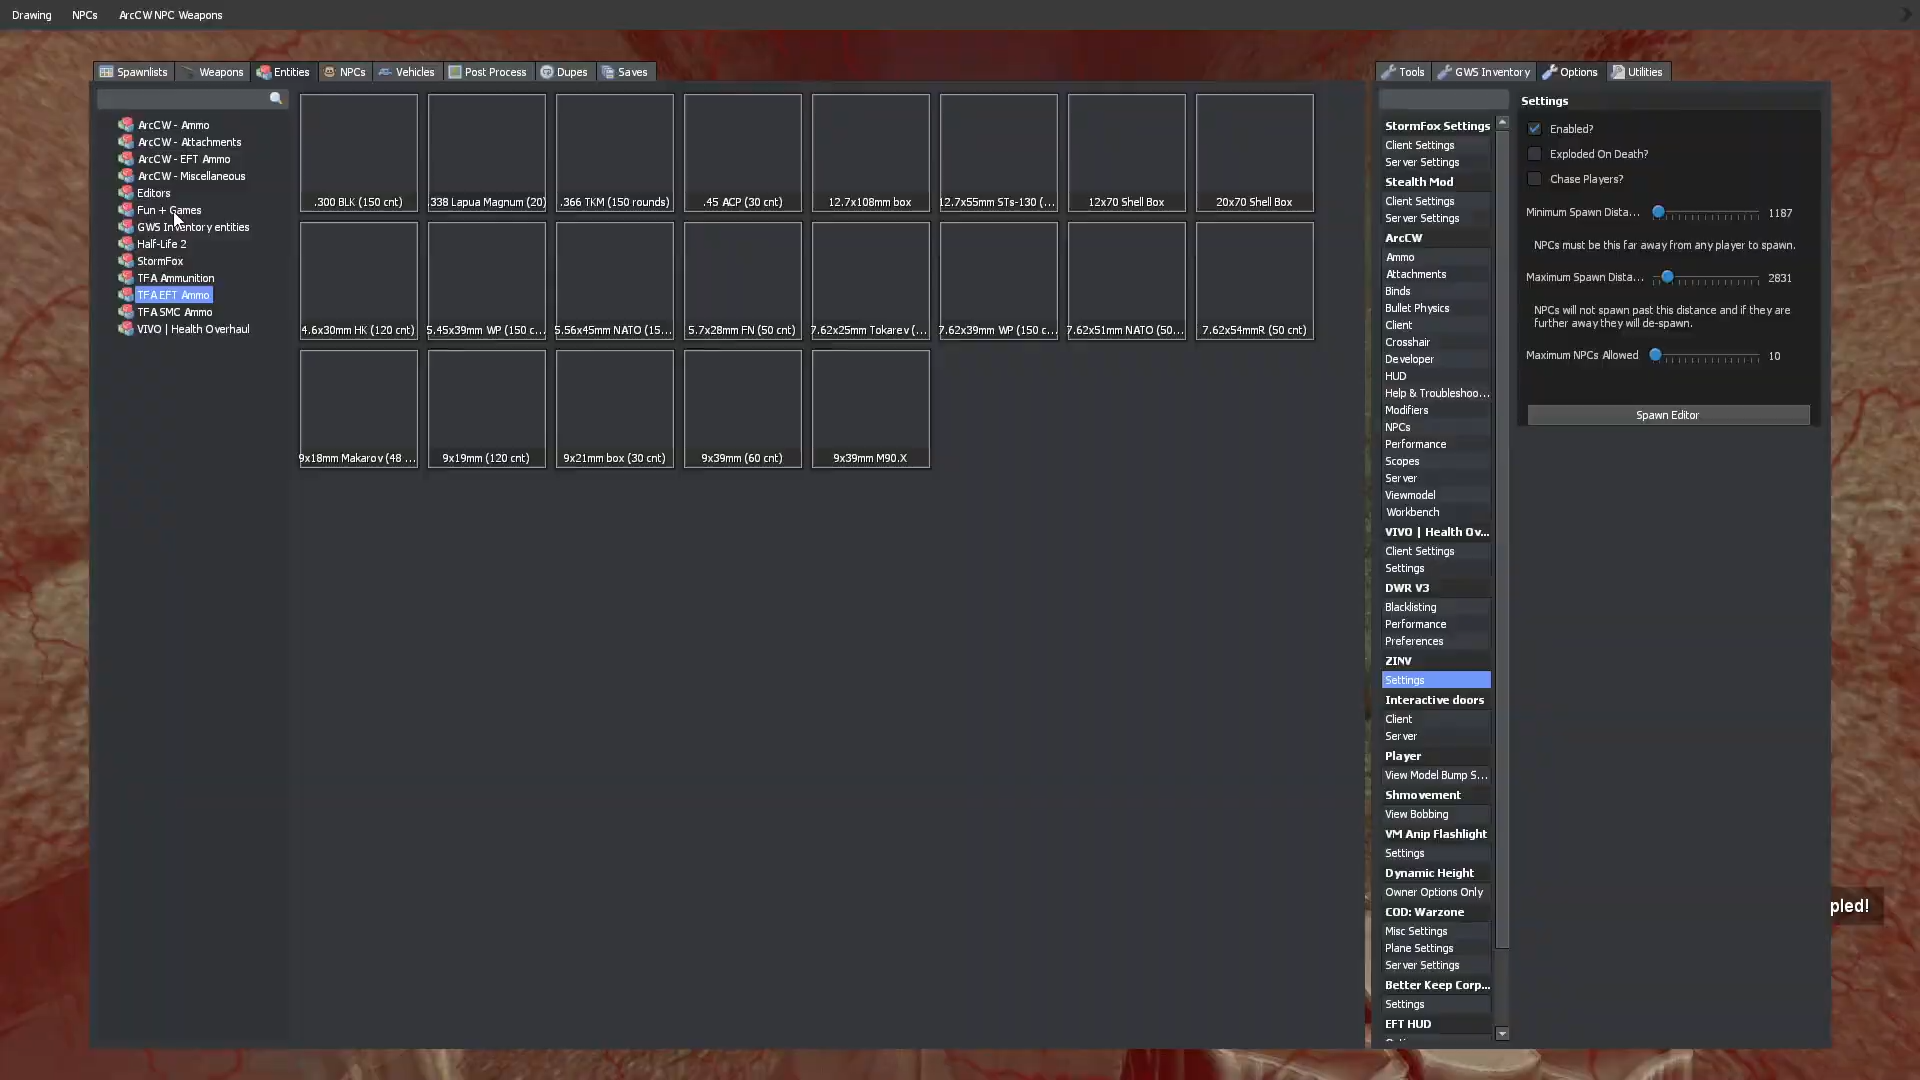 Drawing NPCs ArcCW NPC Weapons
Spawnlists Weapons Entities NPCs Vehicles Post Process Dupes Saves
ArcCW - Ammo
ArcCW - Attachments
ArcCW - EFT Ammo
ArcCW - Miscellaneous
Editors
Fun + Games
GWS Inventory entities
Half-Life 2
StormFox
TFA Ammunition
TFA EFT Ammo
TFA SMC Ammo
VIVO | Health Overhaul
.300 BLK (150 cnt) 338 Lapua Magnum (20) .366 TKM (150 rounds) .45 ACP (30 cnt) 12.7x108mm box 12.7x55mm STs-130 (... 12x70 Shell Box 20x70 Shell Box
4.6x30mm HK (120 cnt) 5.45x39mm WP (150 c... 5.56x45mm NATO (15... 5.7x28mm FN (50 cnt) 7.62x25mm Tokarev (... 7.62x39mm WP (150 c... 7.62x51mm NATO (50... 7.62x54mmR (50 cnt)
9x18mm Makarov (48 ... 9x19mm (120 cnt) 9x21mm box (30 cnt) 9x39mm (60 cnt) 9x39mm M90.X
Tools GWS Inventory Options Utilities
StormFox Settings
Client Settings
Server Settings
Stealth Mod
Client Settings
Server Settings
ArcCW
Ammo
Attachments
Binds
Bullet Physics
Client
Crosshair
Developer
HUD
Help & Troubleshoo...
Modifiers
NPCs
Performance
Scopes
Server
Viewmodel
Workbench
VIVO | Health Ov...
Client Settings
Settings
DWR V3
Blacklisting
Performance
Preferences
ZINV
Settings
Interactive doors
Client
Server
Player
View Model Bump S...
Shmovement
View Bobbing
VM Anip Flashlight
Settings
Dynamic Height
Owner Options Only
COD: Warzone
Misc Settings
Plane Settings
Server Settings
Better Keep Corp...
Settings
EFT HUD
Settings
Enabled?
Exploded On Death?
Chase Players?
Minimum Spawn Dista... 1187
NPCs must be this far away from any player to spawn.
Maximum Spawn Dista... 2831
NPCs will not spawn past this distance and if they are
further away they will de-spawn.
Maximum NPCs Allowed 10
Spawn Editor
pled!